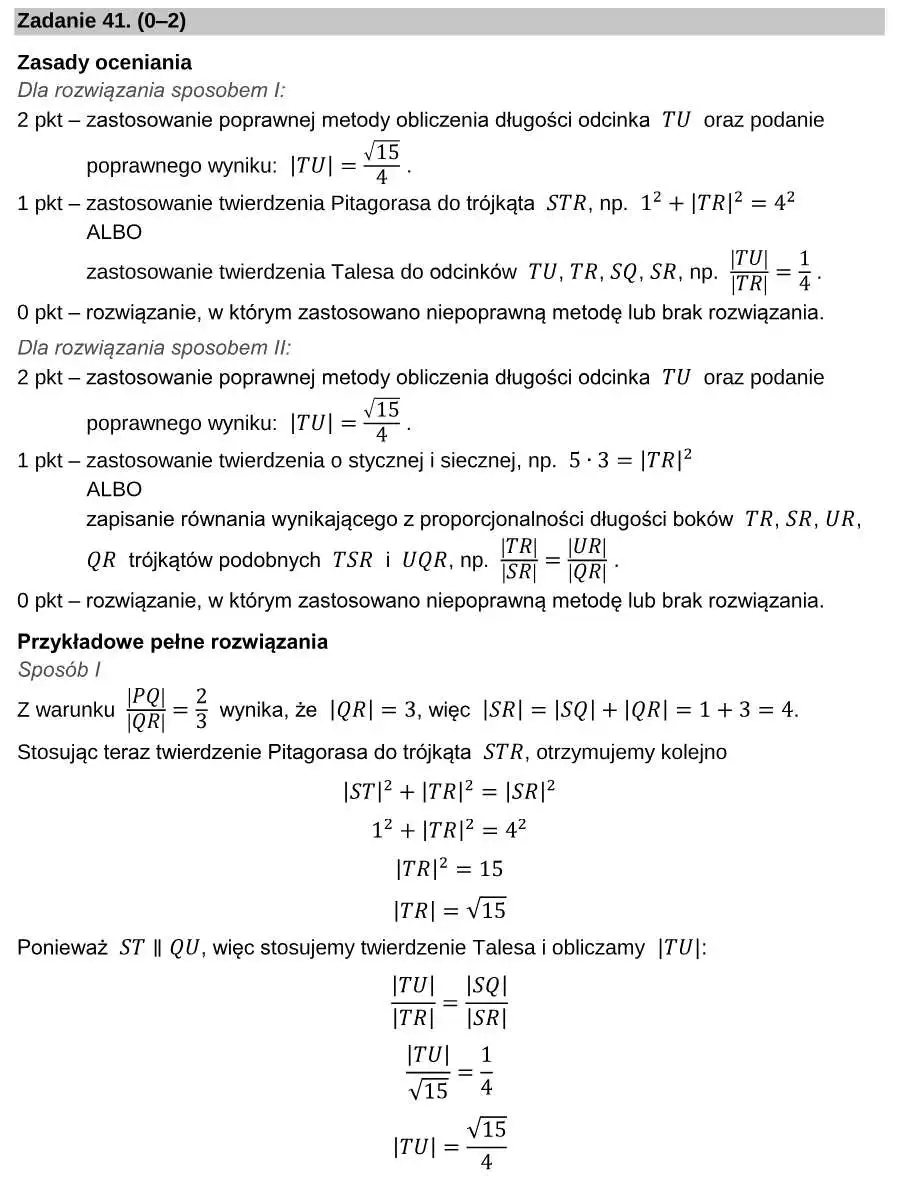 Zadanie 41. (0–2)
Zasady oceniania
Dla rozwiązania sposobem I:
2 pkt – zastosowanie poprawnej metody obliczenia długości odcinka TU oraz podanie
poprawnego wyniku: |TU| = √15/4 .
1 pkt – zastosowanie twierdzenia Pitagorasa do trójkąta STR, np. 1² + |TR|² = 4²
ALBO
zastosowanie twierdzenia Talesa do odcinków TU, TR, SQ, SR, np. |TU|/|TR| = 1/4 .
0 pkt – rozwiązanie, w którym zastosowano niepoprawną metodę lub brak rozwiązania.
Dla rozwiązania sposobem II:
2 pkt – zastosowanie poprawnej metody obliczenia długości odcinka TU oraz podanie
poprawnego wyniku: |TU| = √15/4 .
1 pkt – zastosowanie twierdzenia o stycznej i siecznej, np. 5 · 3 = |TR|²
ALBO
zapisanie równania wynikającego z proporcjonalności długości boków TR, SR, UR,
QR trójkątów podobnych TSR i UQR, np. |TR|/|SR| = |UR|/|QR| .
0 pkt – rozwiązanie, w którym zastosowano niepoprawną metodę lub brak rozwiązania.
Przykładowe pełne rozwiązania
Sposób I
Z warunku |PQ|/|QR| = 2/3 wynika, że |QR| = 3, więc |SR| = |SQ| + |QR| = 1 + 3 = 4.
Stosując teraz twierdzenie Pitagorasa do trójkąta STR, otrzymujemy kolejno
|ST|² + |TR|² = |SR|²
1² + |TR|² = 4²
|TR|² = 15
|TR| = √15
Ponieważ ST ∥ QU, więc stosujemy twierdzenie Talesa i obliczamy |TU|:
|TU|/|TR| = |SQ|/|SR|
|TU|/√15 = 1/4
|TU| = √15/4